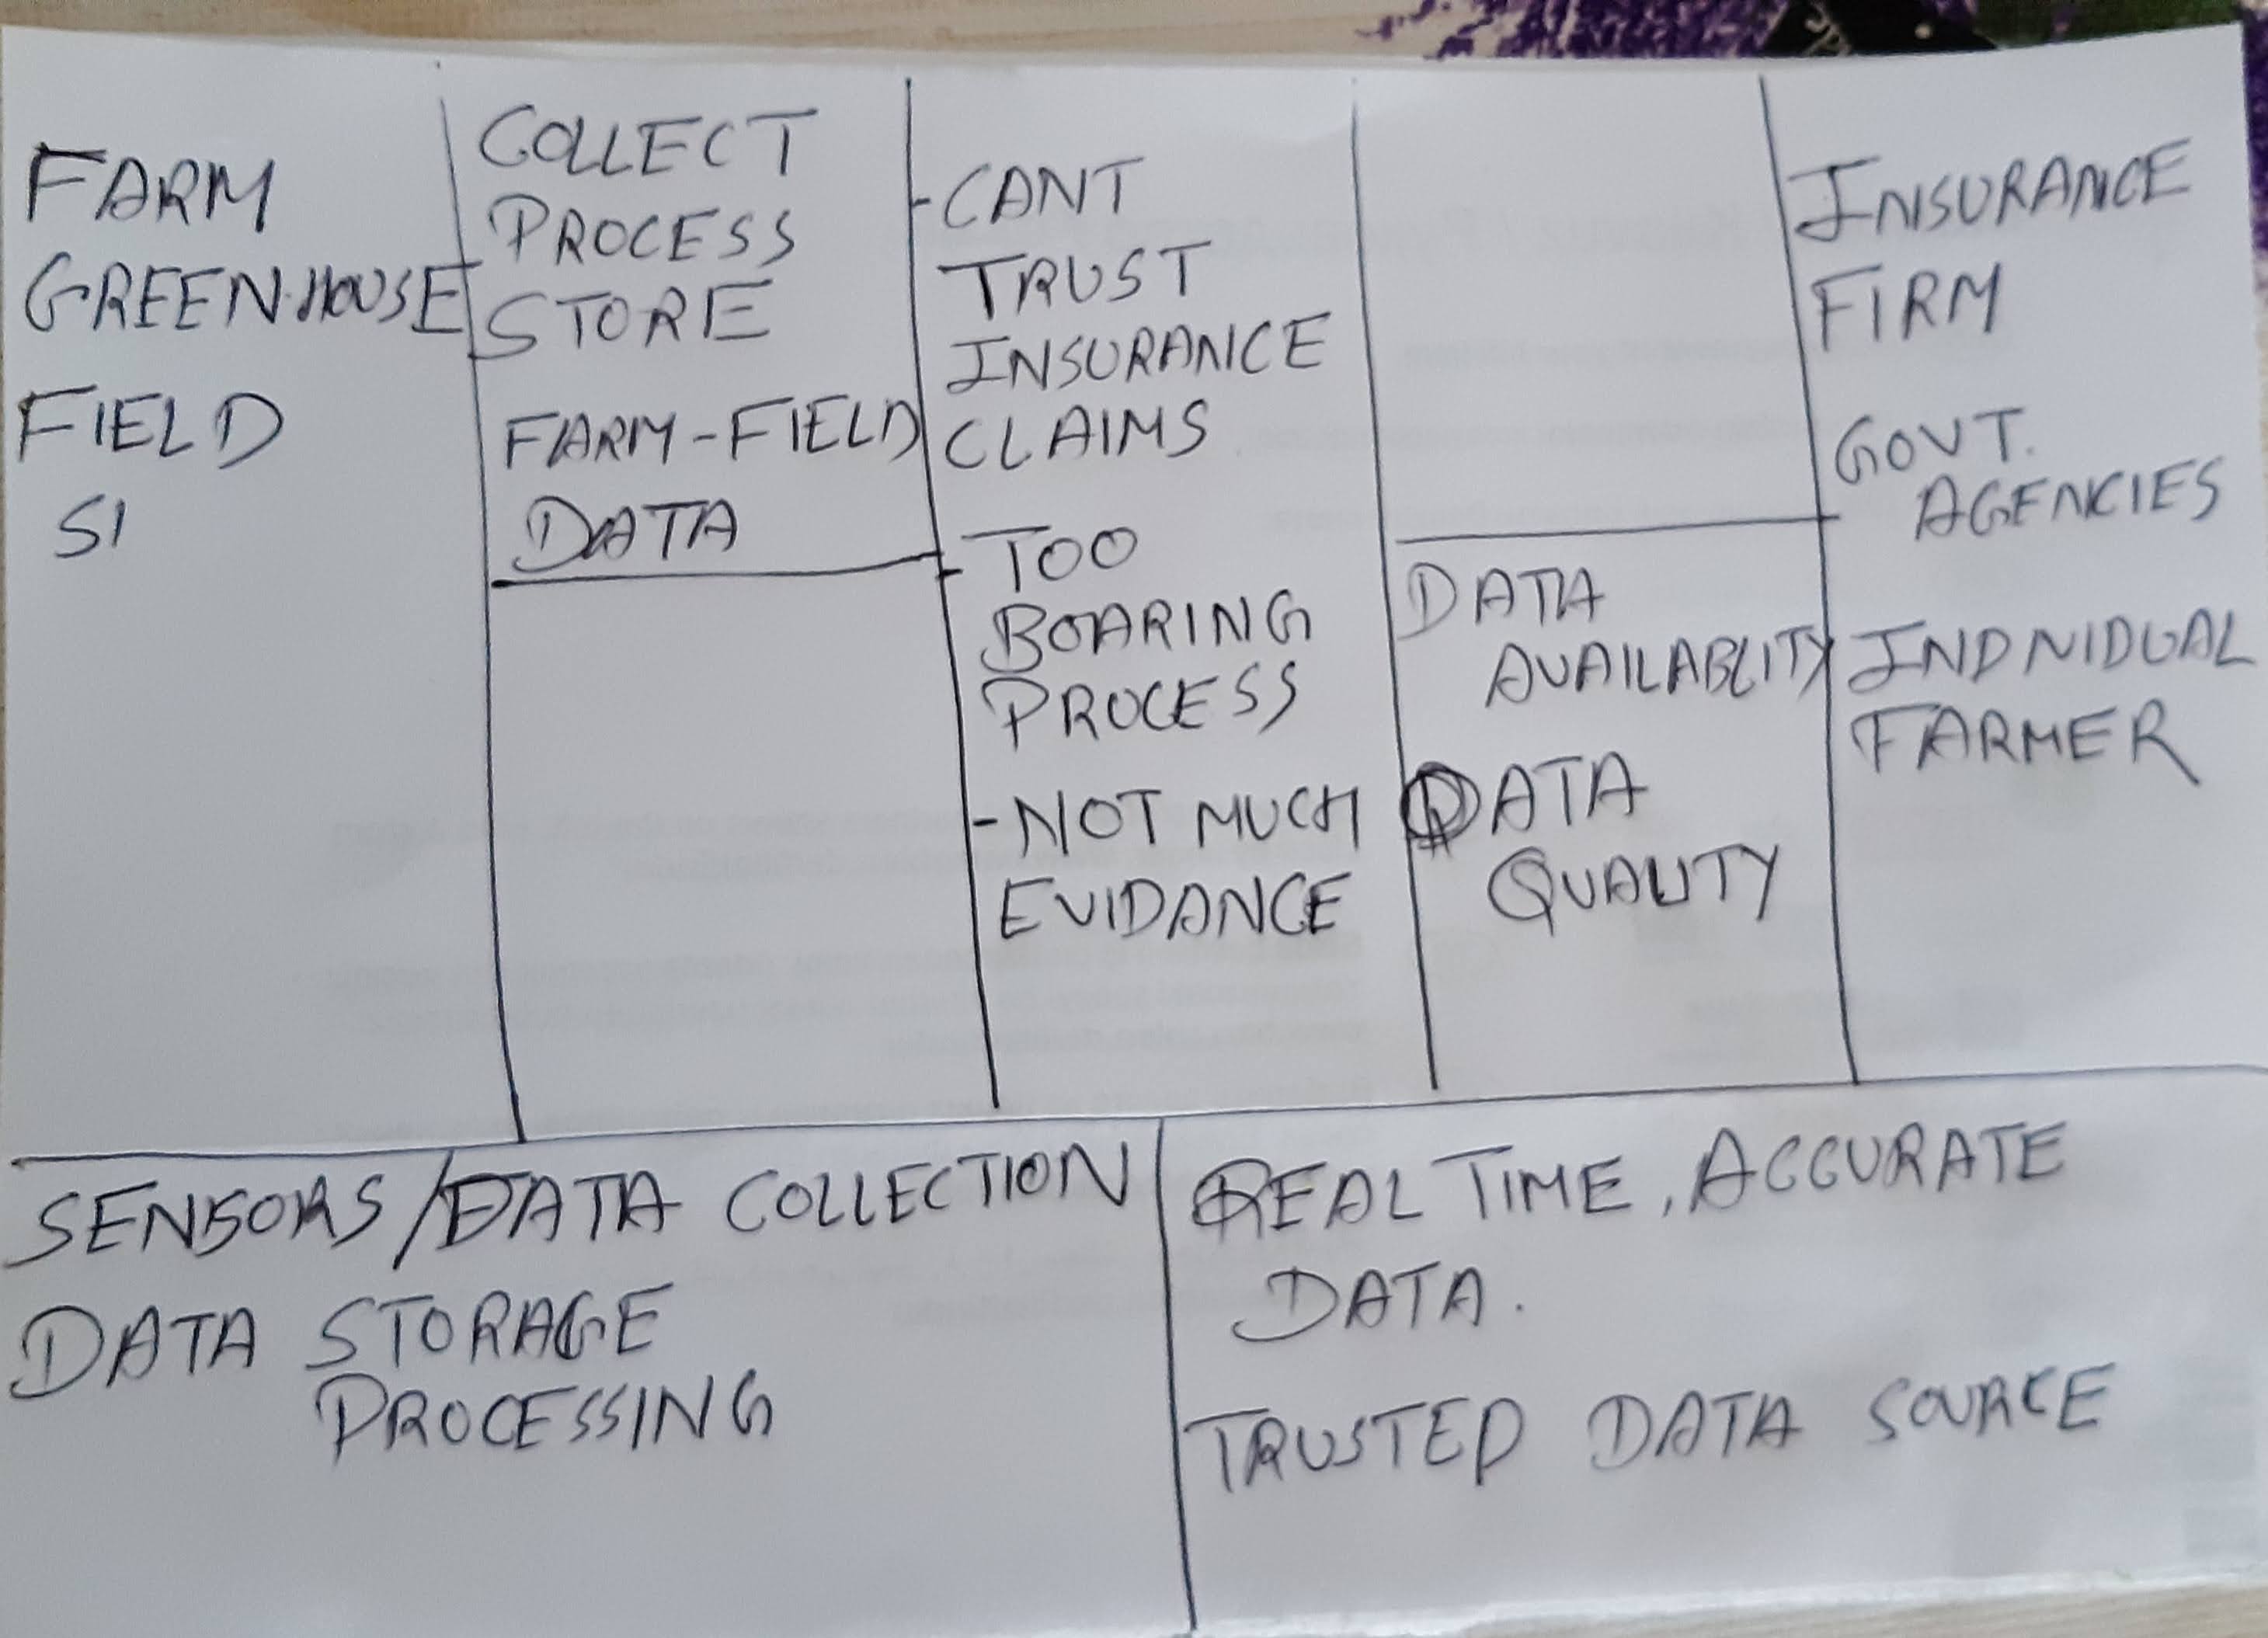 FARM
GREENHOUSE
FIELD
SI
COLLECT
PROCESS
STORE
FARM-FIELD
DATA
-CANT
TRUST
INSURANCE
CLAIMS
- TOO
BOARING
PROCESS
-NOT MUCH
EVIDANCE
DATA
AVAILABLITY
DATA
QUALITY
INSURANCE
FIRM
GOVT.
AGENCIES
INDIVIDUAL
FARMER
SENSORS/DATA COLLECTION
DATA STORAGE
PROCESSING
REAL TIME, ACCURATE
DATA.
TRUSTED DATA SOURCE